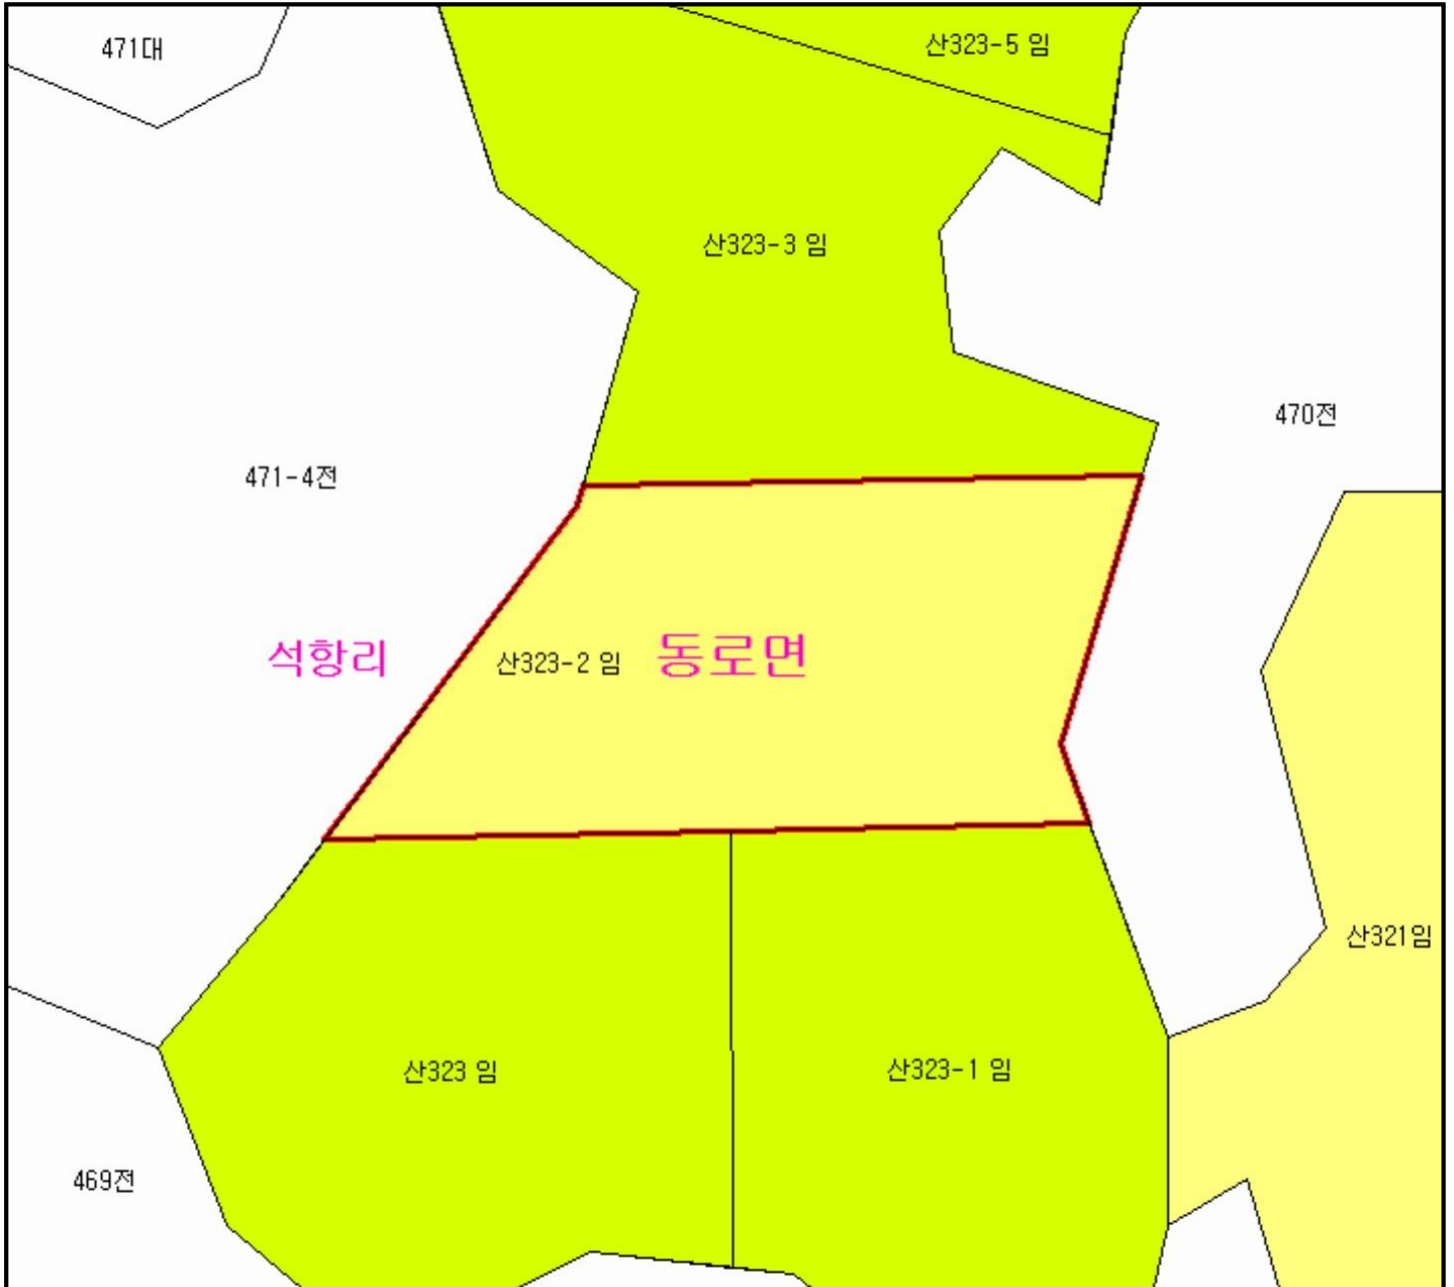 471대
산323-5 임
산323-3 임
470전
471-4전
석항리
산323-2 임
동로면
산321임
산323 임
산323-1 임
469전